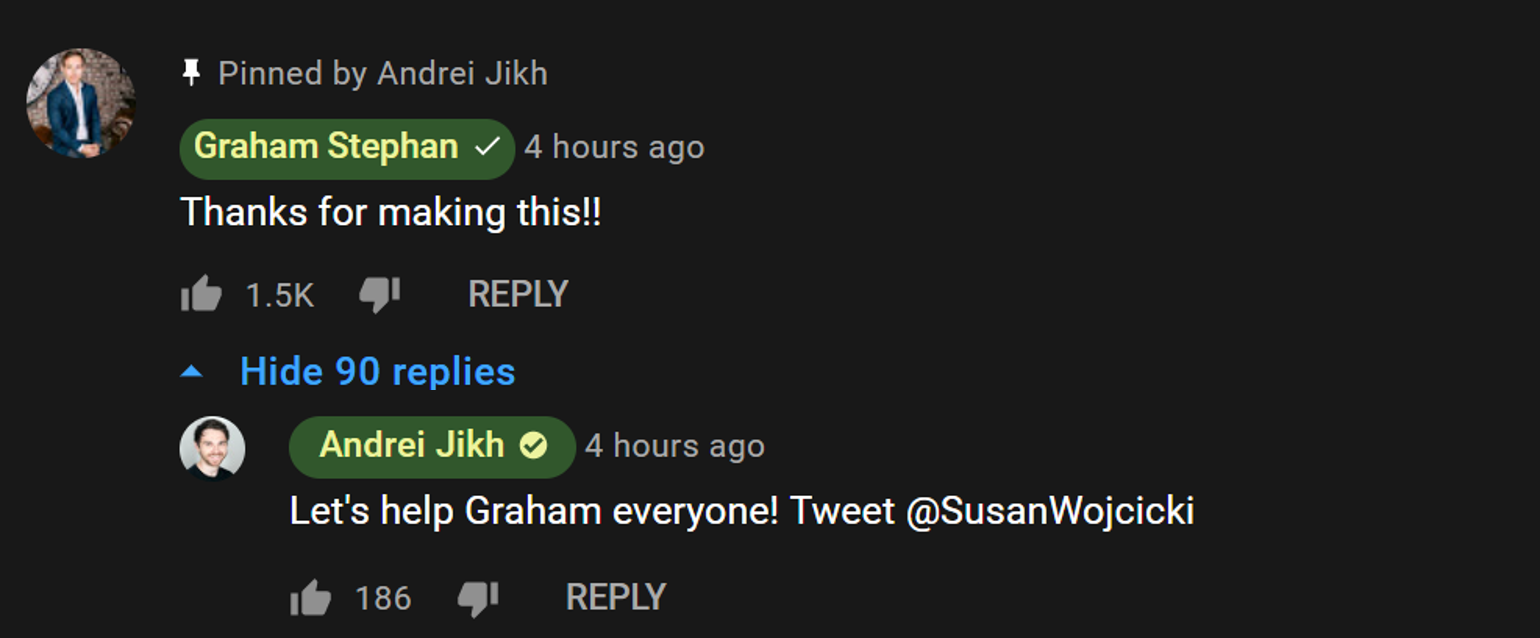 Pinned by Andrei Jikh
Graham Stephan 4 hours ago
Thanks for making this!!
1.5K REPLY
Hide 90 replies
Andrei Jikh 4 hours ago
Let's help Graham everyone! Tweet @SusanWojcicki
186 REPLY